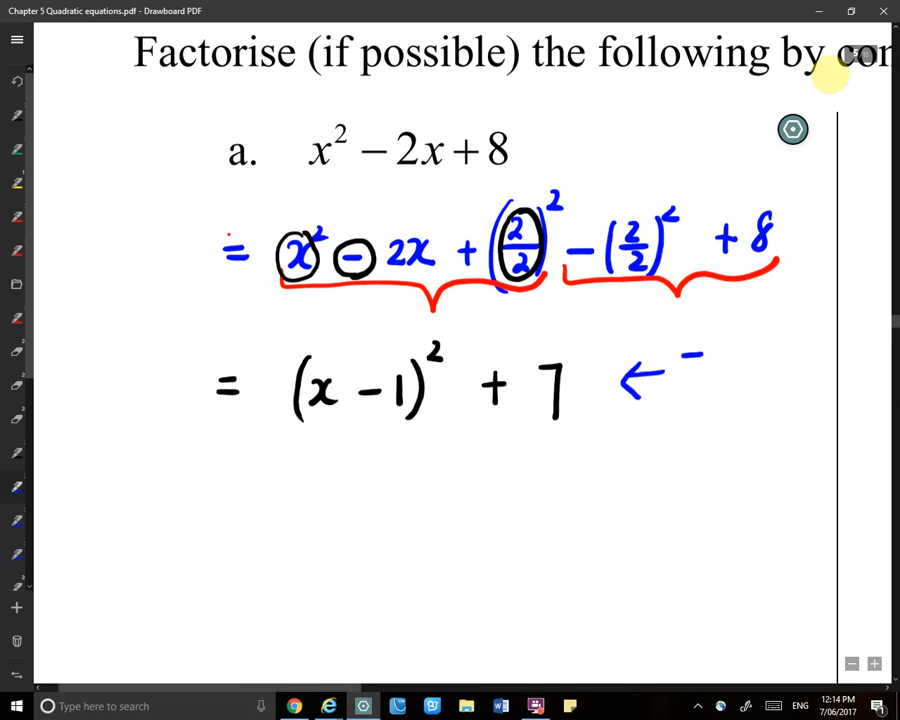 Chapter 5 Quadratic equations.pdf - Drawboard PDF
Factorise (if possible) the following by con
a. x² − 2x + 8
= x² − 2x + (2/2)² − (2/2)² + 8
= (x − 1)² + 7 ← −
Type here to search
ENG
12:14 PM
7/06/2017